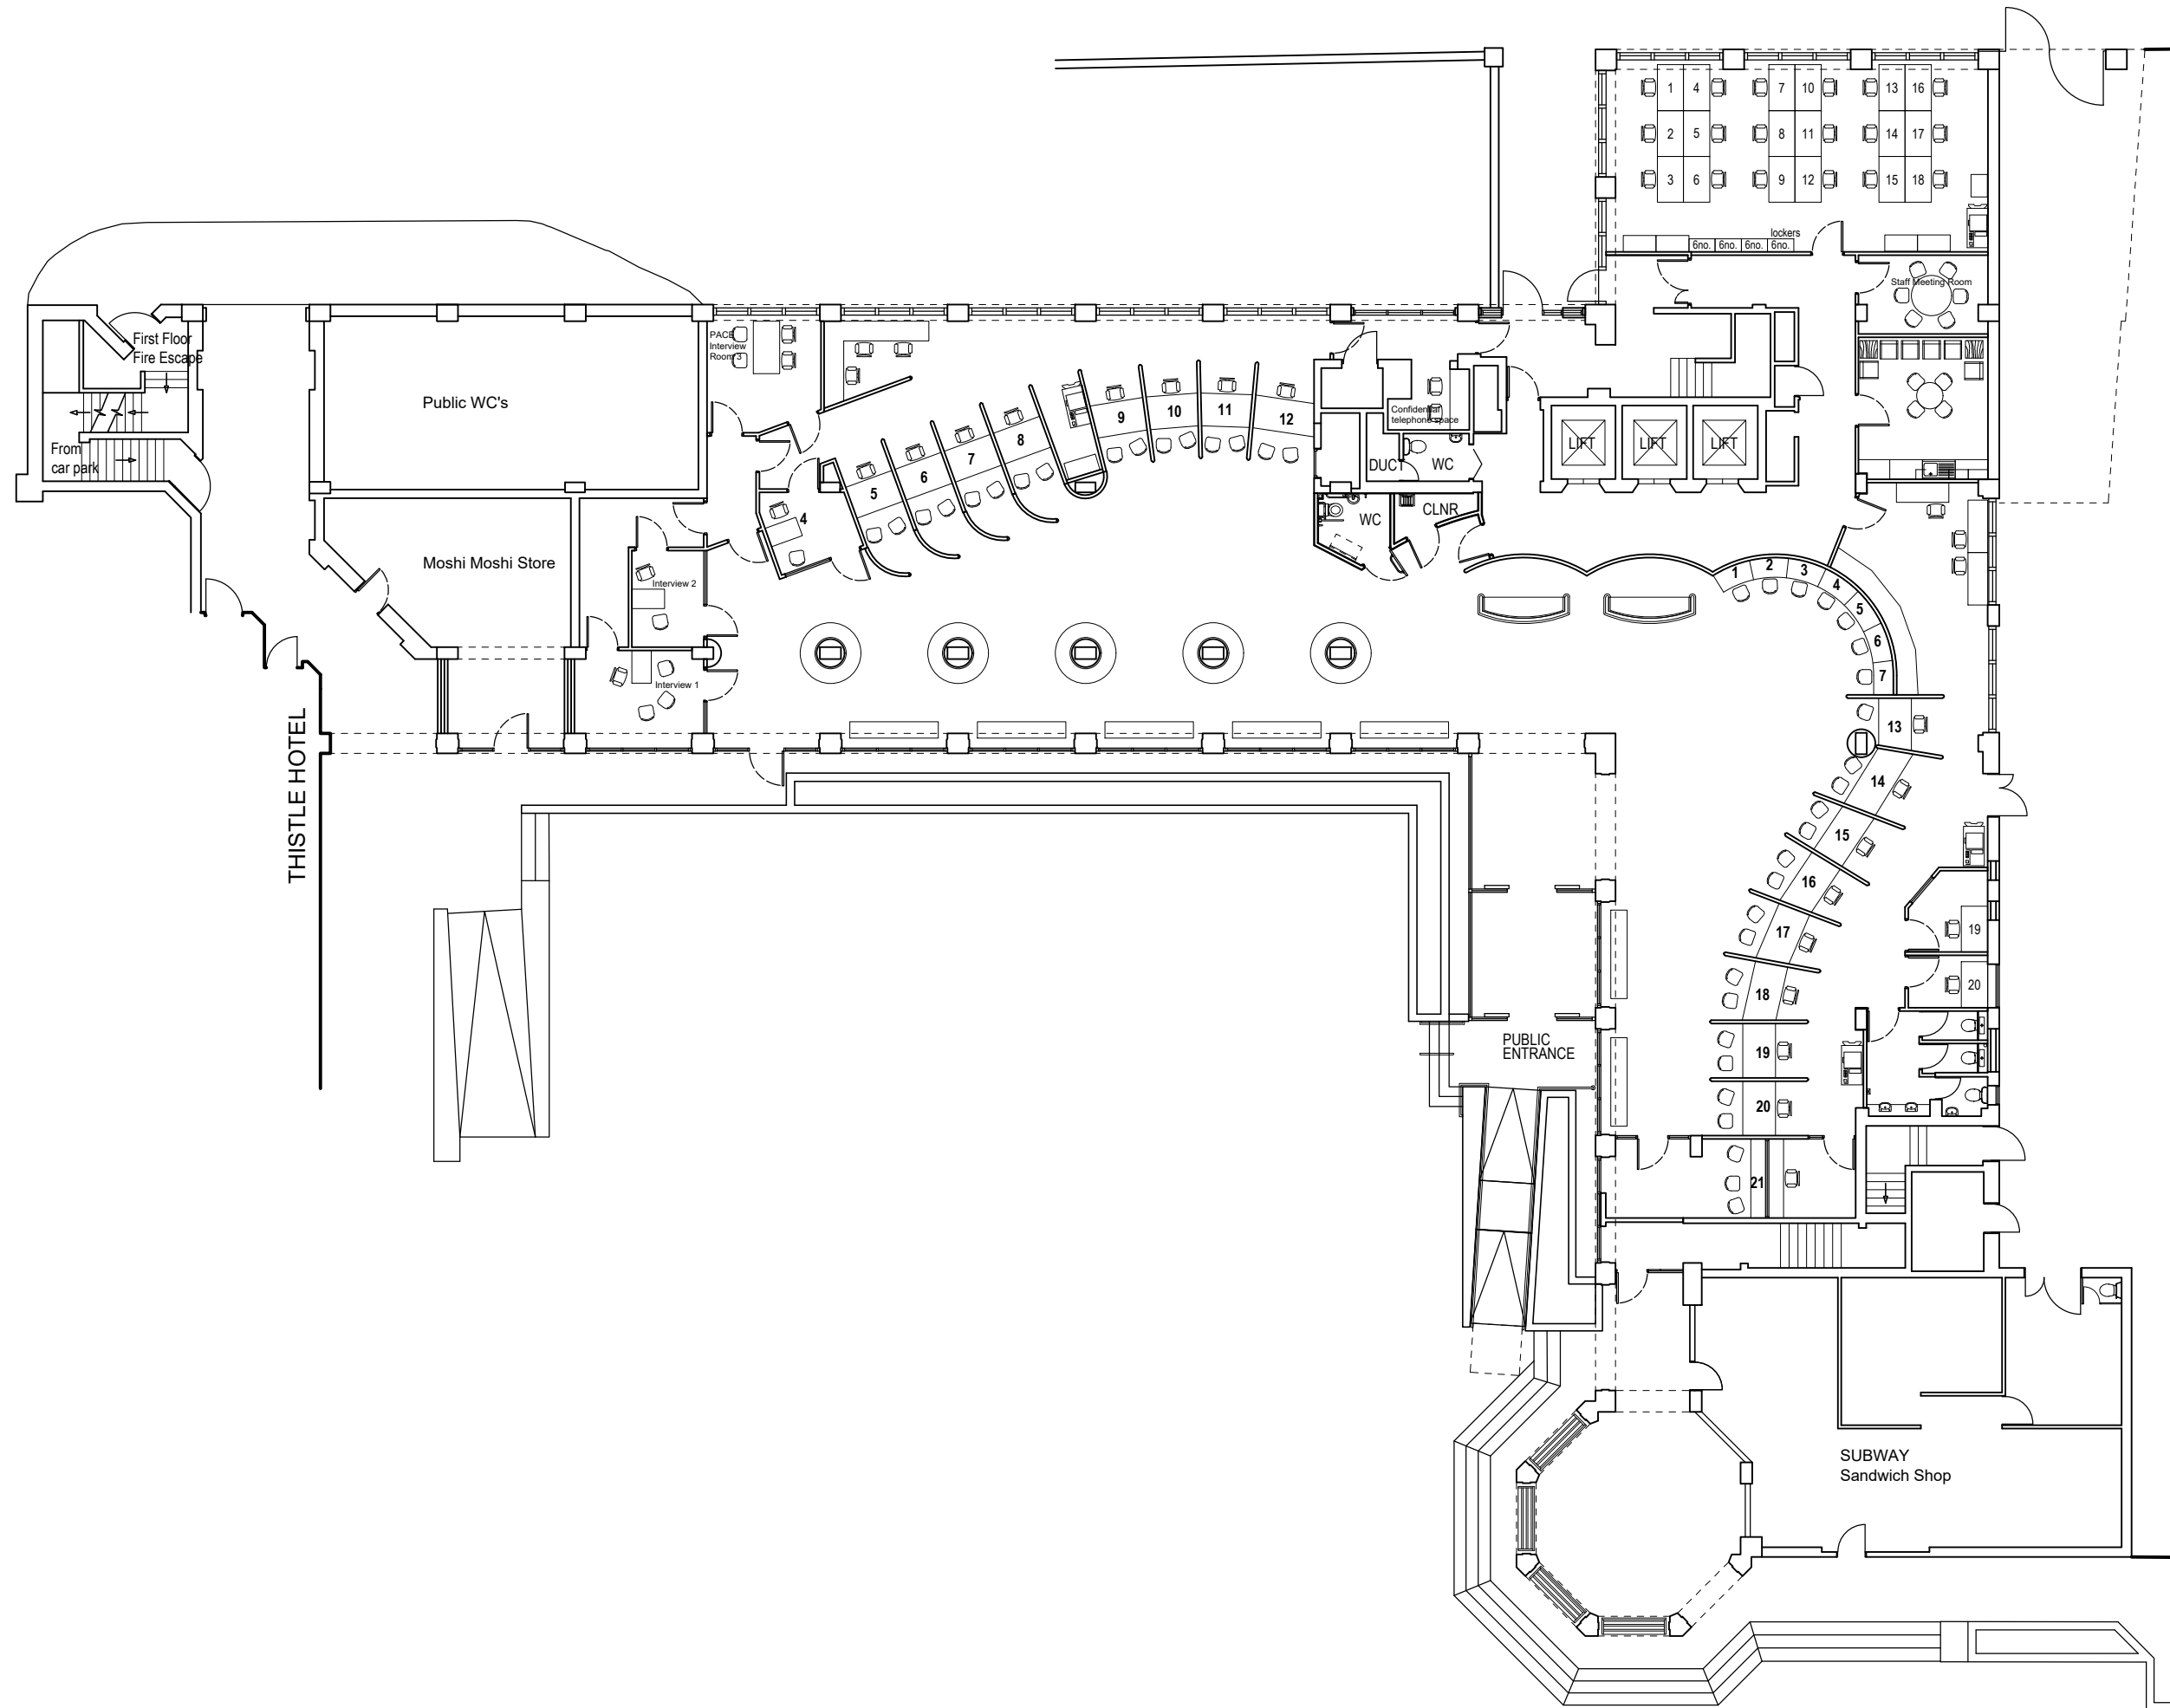 1 4 7 10 13 16
2 5 8 11 14 17
3 6 9 12 15 18
lockers
6no. 6no. 6no. 6no.
Staff Meeting Room
First Floor
Fire Escape
From
car park
Public WC's
PACE
Interview
Room 3
Confidential
telephone space
LIFT LIFT LIFT
DUCT WC
WC CLNR
4 5 6 7 8 9 10 11 12
Moshi Moshi Store
Interview 2
Interview 1
1 2 3 4 5 6 7
13
14
15
16
17
18
19
20
21
19
20
THISTLE HOTEL
PUBLIC
ENTRANCE
SUBWAY
Sandwich Shop